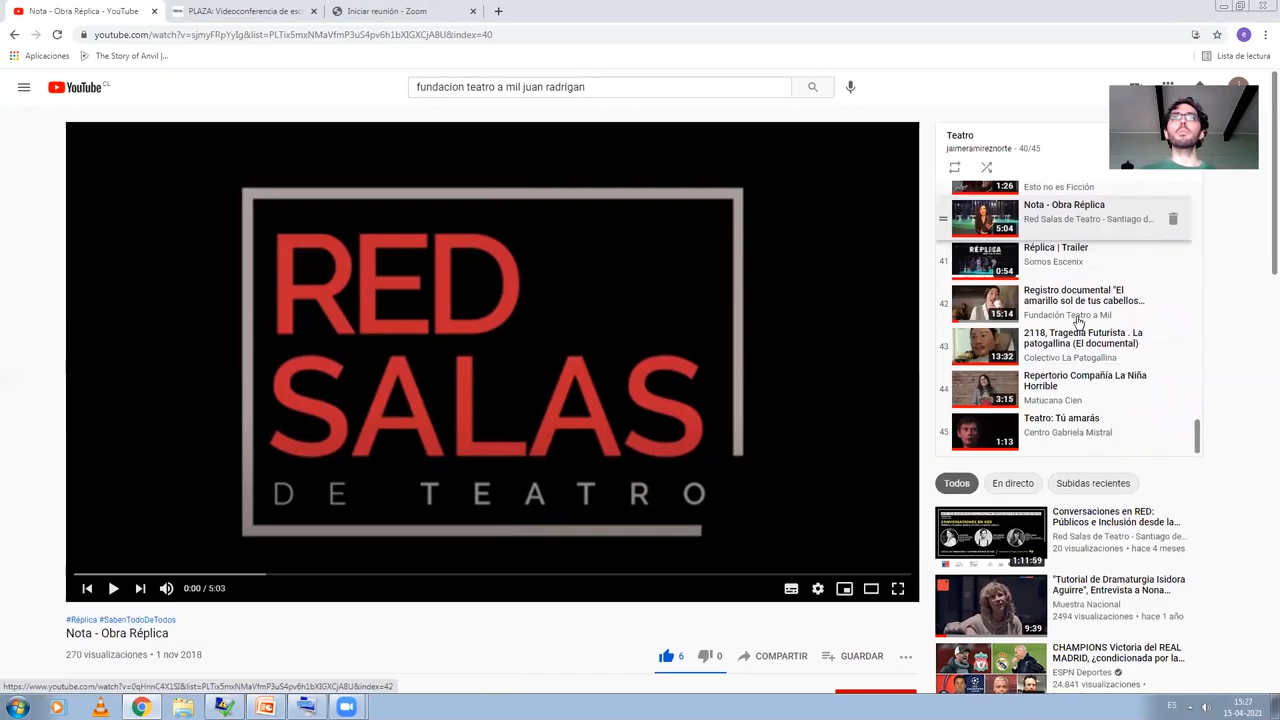 Nota - Obra Réplica - YouTube
PLAZA: Videoconferencia de esc
Iniciar reunión - Zoom
youtube.com/watch?v=sjmyFRpYyIg&list=PLTix5mxNMaVfmP3uS4pv6h1bXIGXCjA8U&index=40
e
Aplicaciones
The Story of Anvil |...
Lista de lectura
YouTube CL
fundacion teatro a mil juan radrigan
RED
SALAS
DE TEATRO
0:00 / 5:03
#Réplica #SabenTodoDeTodos
Nota - Obra Réplica
270 visualizaciones • 1 nov 2018
6
0
COMPARTIR
GUARDAR
Teatro
jaimeramireznorte - 40/45
1:26
Esto no es Ficción
5:04
Nota - Obra Réplica
Red Salas de Teatro - Santiago d...
41
RÉPLICA
0:54
Réplica | Trailer
Somos Escenix
42
15:14
Registro documental "El
amarillo sol de tus cabellos...
Fundación Teatro a Mil
43
13:32
2118, Tragedia Futurista . La
patogallina (El documental)
Colectivo La Patogallina
44
3:15
Repertorio Compañía La Niña
Horrible
Matucana Cien
45
1:13
Teatro: Tú amarás
Centro Gabriela Mistral
Todos
En directo
Subidas recientes
CONVERSACIONES EN RED:
1:11:59
Conversaciones en RED:
Públicos e Inclusión desde la...
Red Salas de Teatro - Santiago de...
20 visualizaciones • hace 4 meses
9:39
"Tutorial de Dramaturgia Isidora
Aguirre", Entrevista a Nona...
Muestra Nacional
2494 visualizaciones • hace 1 año
CHAMPIONS Victoria del REAL
MADRID, ¿condicionada por la...
ESPN Deportes
24.841 visualizaciones •
https://www.youtube.com/watch?v=0qHnnC4X1SI&list=PLTix5mxNMaVfmP3uS4pv6h1bXIGXCjA8U&index=42
ES
15:27
15-04-2021